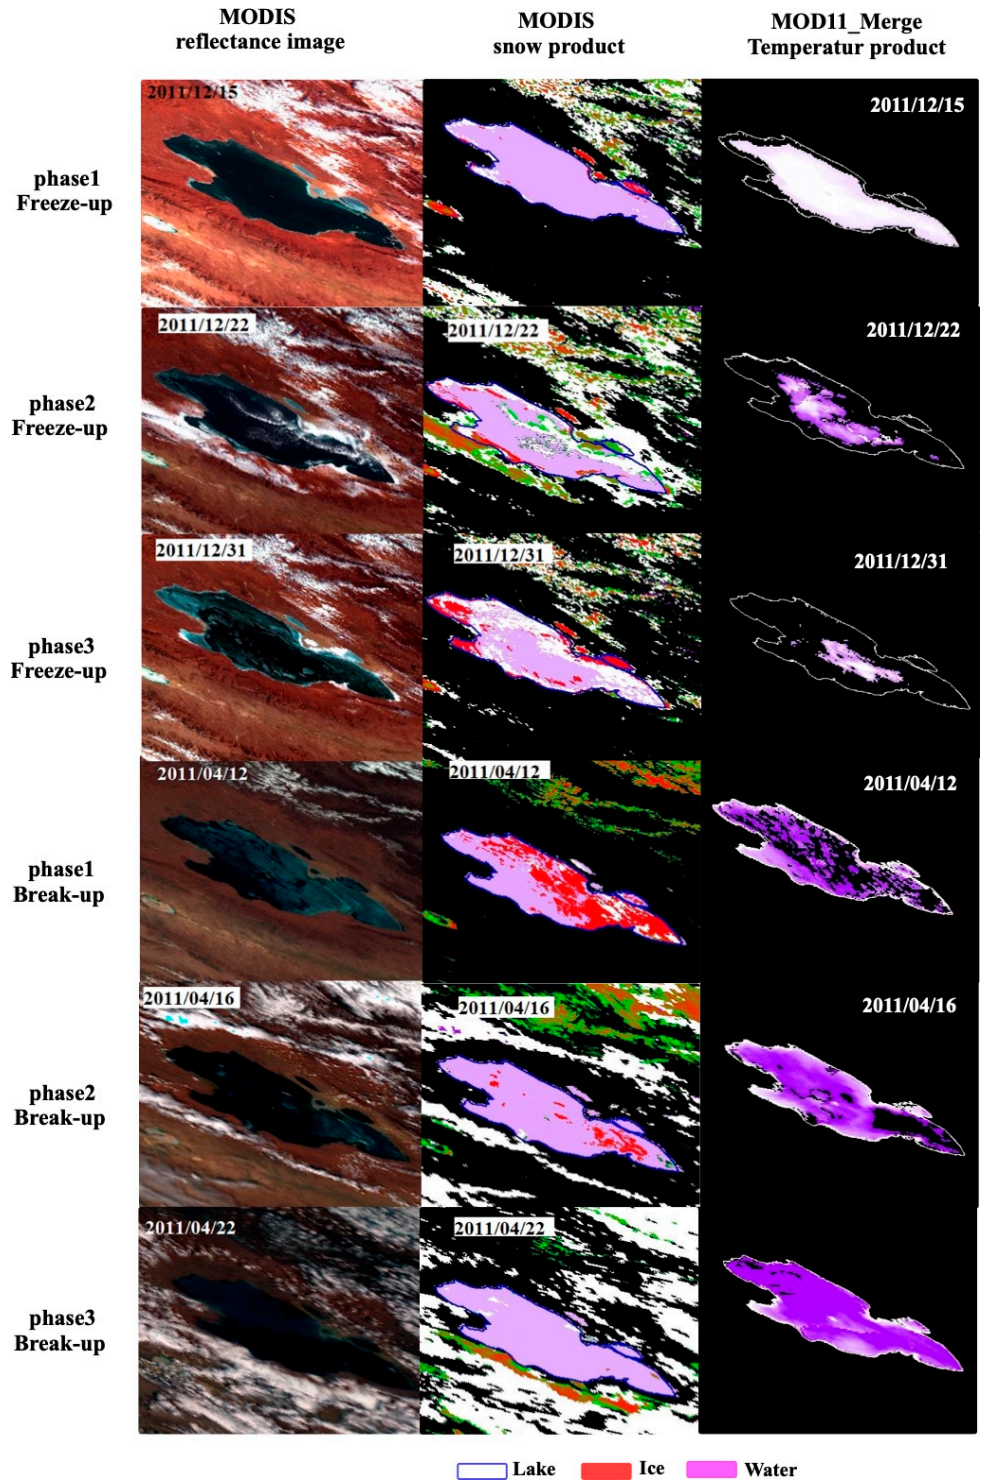 MODIS
reflectance image
MODIS
snow product
MOD11_Merge
Temperatur product
phase1
Freeze-up
2011/12/15
2011/12/15
phase2
Freeze-up
2011/12/22
2011/12/22
2011/12/22
phase3
Freeze-up
2011/12/31
2011/12/31
2011/12/31
phase1
Break-up
2011/04/12
2011/04/12
2011/04/12
phase2
Break-up
2011/04/16
2011/04/16
2011/04/16
phase3
Break-up
2011/04/22
2011/04/22
Lake
Ice
Water